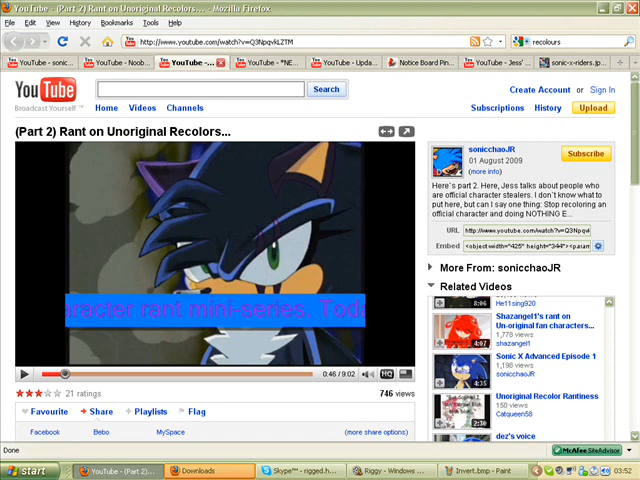 YouTube - (Part 2) Rant on Unoriginal Recolors... - Mozilla Firefox
File Edit View History Bookmarks Tools Help
http://www.youtube.com/watch?v=Q3NpqvkLZTM
recolours
YouTube - sonic...
YouTube - Noob...
YouTube -...
YouTube - *NE...
YouTube - Upda...
Notice Board Pin...
YouTube - Jess'...
sonic-x-riders.jp...
YouTube
Broadcast Yourself™
Search
Home Videos Channels
Create Account or Sign In
Subscriptions History Upload
(Part 2) Rant on Unoriginal Recolors...
aracter rant mini-series. Toda
0:46 / 9:02
HQ
21 ratings
746 views
Favourite Share Playlists Flag
Facebook Bebo MySpace (more share options)
sonicchaoJR
01 August 2009
(more info)
Subscribe
Here's part 2. Here, Jess talks about people who
are official character stealers. I don't know what to
put here, but can I say one thing: Stop recoloring an
official character and doing NOTHING E...
URL http://www.youtube.com/watch?v=Q3Npqvkl
Embed <object width="425" height="344"><param
More From: sonicchaoJR
Related Videos
8:06
He11sing920
Shazangel1's rant on
Un-original fan characters...
1,778 views
shazangel1
4:07
Sonic X Advanced Episode 1
1,198 views
sonicchaoJR
4:35
Unoriginal Recolor Rantiness
150 views
Catqueen58
2:30
dez's voice
Done
McAfee SiteAdvisor
start
YouTube - (Part 2)...
Downloads
Skype™ - rigged.h...
Riggy - Windows ...
Invert.bmp - Paint
03:52